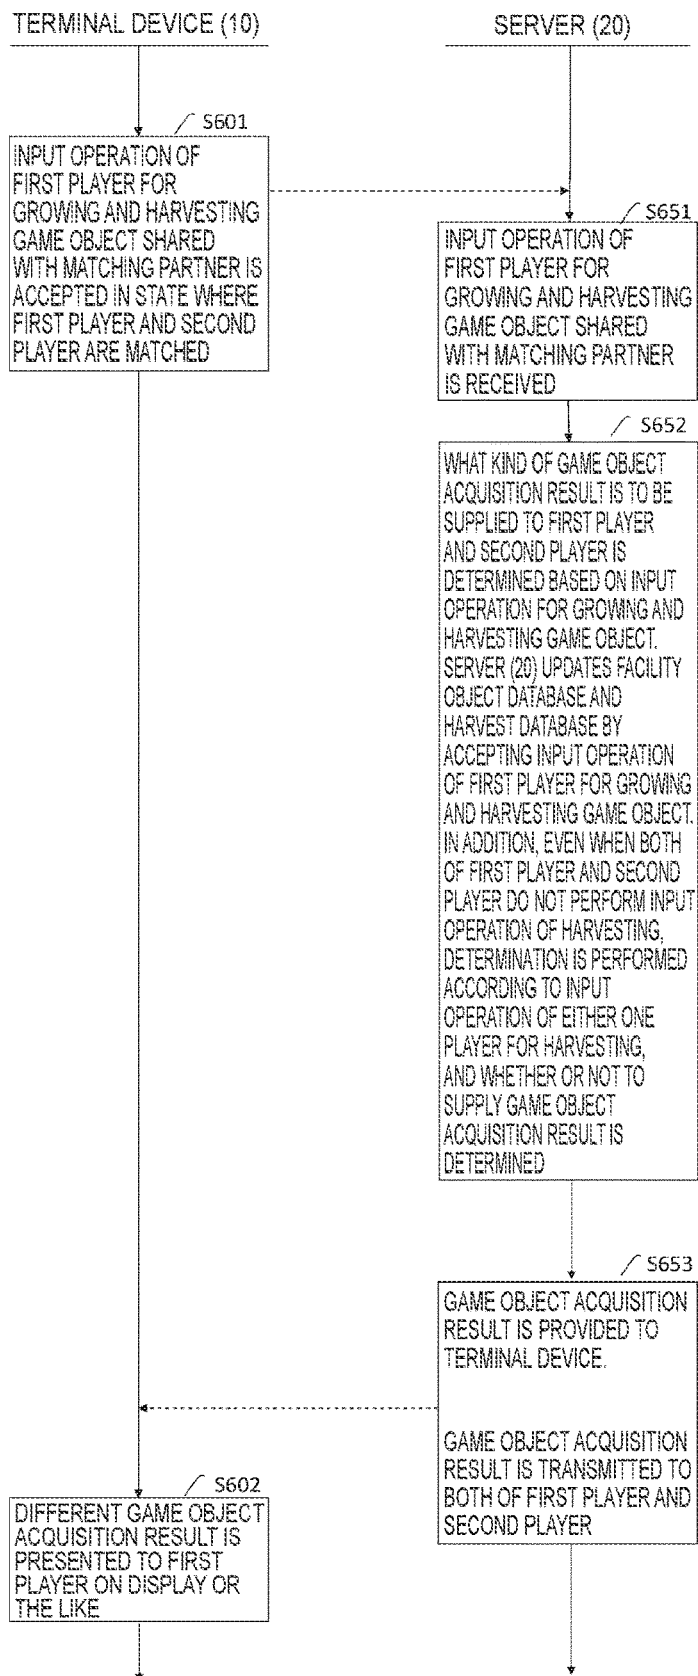 TERMINAL DEVICE (10)
SERVER (20)
S601
INPUT OPERATION OF
FIRST PLAYER FOR
GROWING AND HARVESTING
GAME OBJECT SHARED
WITH MATCHING PARTNER IS
ACCEPTED IN STATE WHERE
FIRST PLAYER AND SECOND
PLAYER ARE MATCHED
S651
INPUT OPERATION OF
FIRST PLAYER FOR
GROWING AND HARVESTING
GAME OBJECT SHARED
WITH MATCHING PARTNER
IS RECEIVED
S652
WHAT KIND OF GAME OBJECT
ACQUISITION RESULT IS TO BE
SUPPLIED TO FIRST PLAYER
AND SECOND PLAYER IS
DETERMINED BASED ON INPUT
OPERATION FOR GROWING AND
HARVESTING GAME OBJECT.
SERVER (20) UPDATES FACILITY
OBJECT DATABASE AND
HARVEST DATABASE BY
ACCEPTING INPUT OPERATION
OF FIRST PLAYER FOR GROWING
AND HARVESTING GAME OBJECT.
IN ADDITION, EVEN WHEN BOTH
OF FIRST PLAYER AND SECOND
PLAYER DO NOT PERFORM INPUT
OPERATION OF HARVESTING,
DETERMINATION IS PERFORMED
ACCORDING TO INPUT
OPERATION OF EITHER ONE
PLAYER FOR HARVESTING,
AND WHETHER OR NOT TO
SUPPLY GAME OBJECT
ACQUISITION RESULT IS
DETERMINED
S653
GAME OBJECT ACQUISITION
RESULT IS PROVIDED TO
TERMINAL DEVICE.
GAME OBJECT ACQUISITION
RESULT IS TRANSMITTED TO
BOTH OF FIRST PLAYER AND
SECOND PLAYER
S602
DIFFERENT GAME OBJECT
ACQUISITION RESULT IS
PRESENTED TO FIRST
PLAYER ON DISPLAY OR
THE LIKE